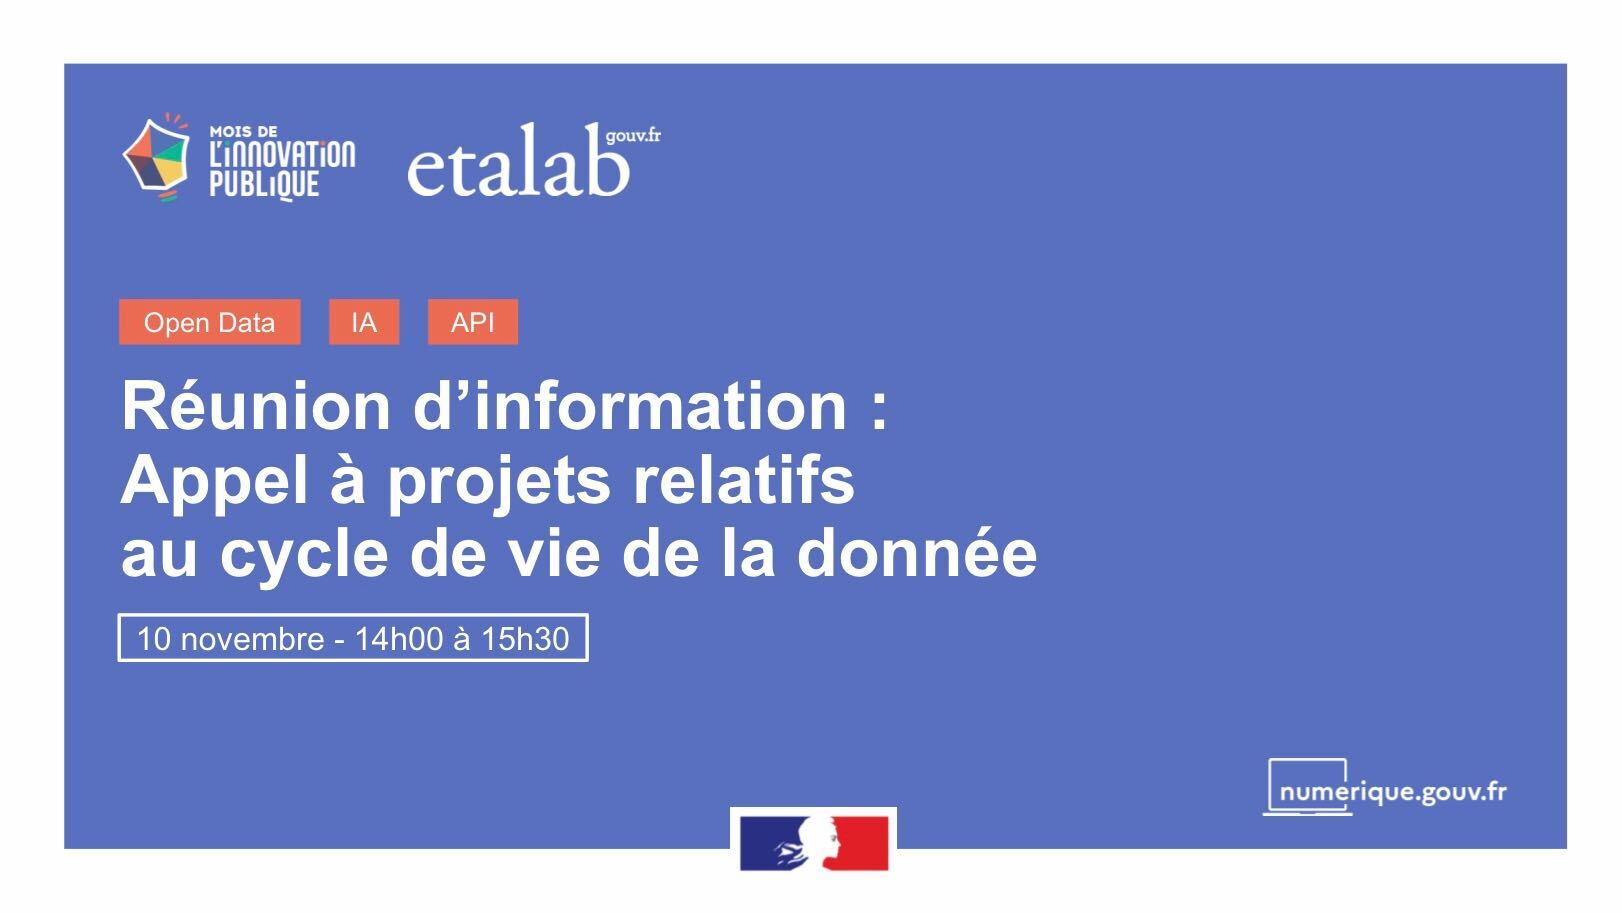 MOIS DE
L'INNOVATION
PUBLIQUE
etalab
gouv.fr
Open Data
IA
API
Réunion d’information :
Appel à projets relatifs
au cycle de vie de la donnée
10 novembre - 14h00 à 15h30
numerique.gouv.fr